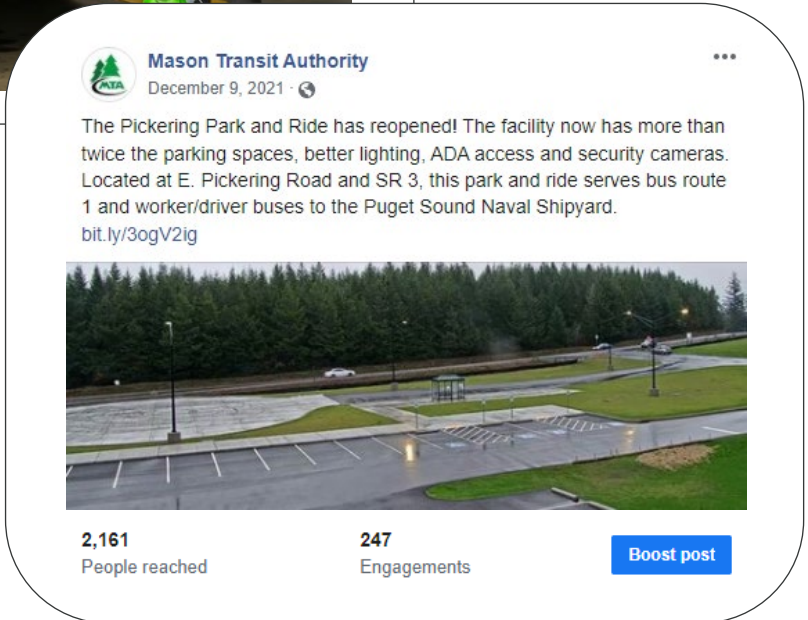 Mason Transit Authority
MTA
December 9, 2021 ·
The Pickering Park and Ride has reopened! The facility now has more than
twice the parking spaces, better lighting, ADA access and security cameras.
Located at E. Pickering Road and SR 3, this park and ride serves bus route
1 and worker/driver buses to the Puget Sound Naval Shipyard.
bit.ly/3ogV2ig
2,161
People reached
247
Engagements
Boost post